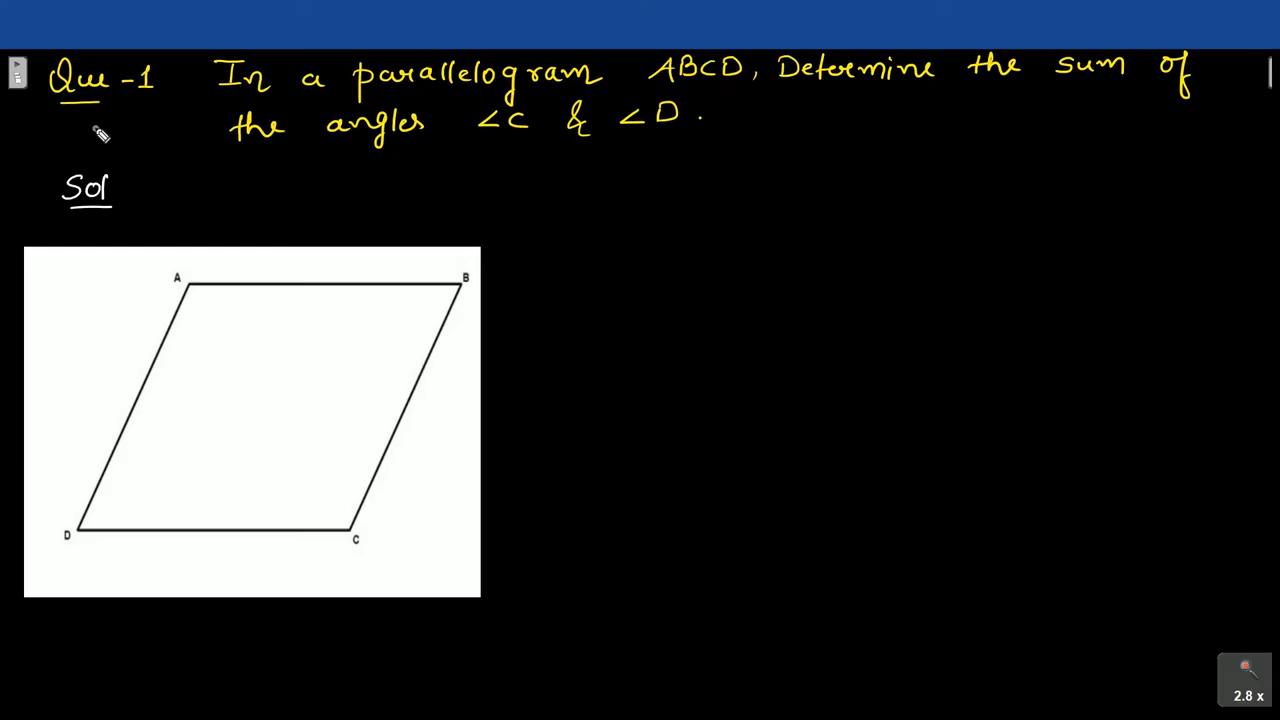 Que - 1 In a parallelogram ABCD, Determine the sum of
the angles ∠C & ∠D .
Sol
A
B
D
C
2.8 x